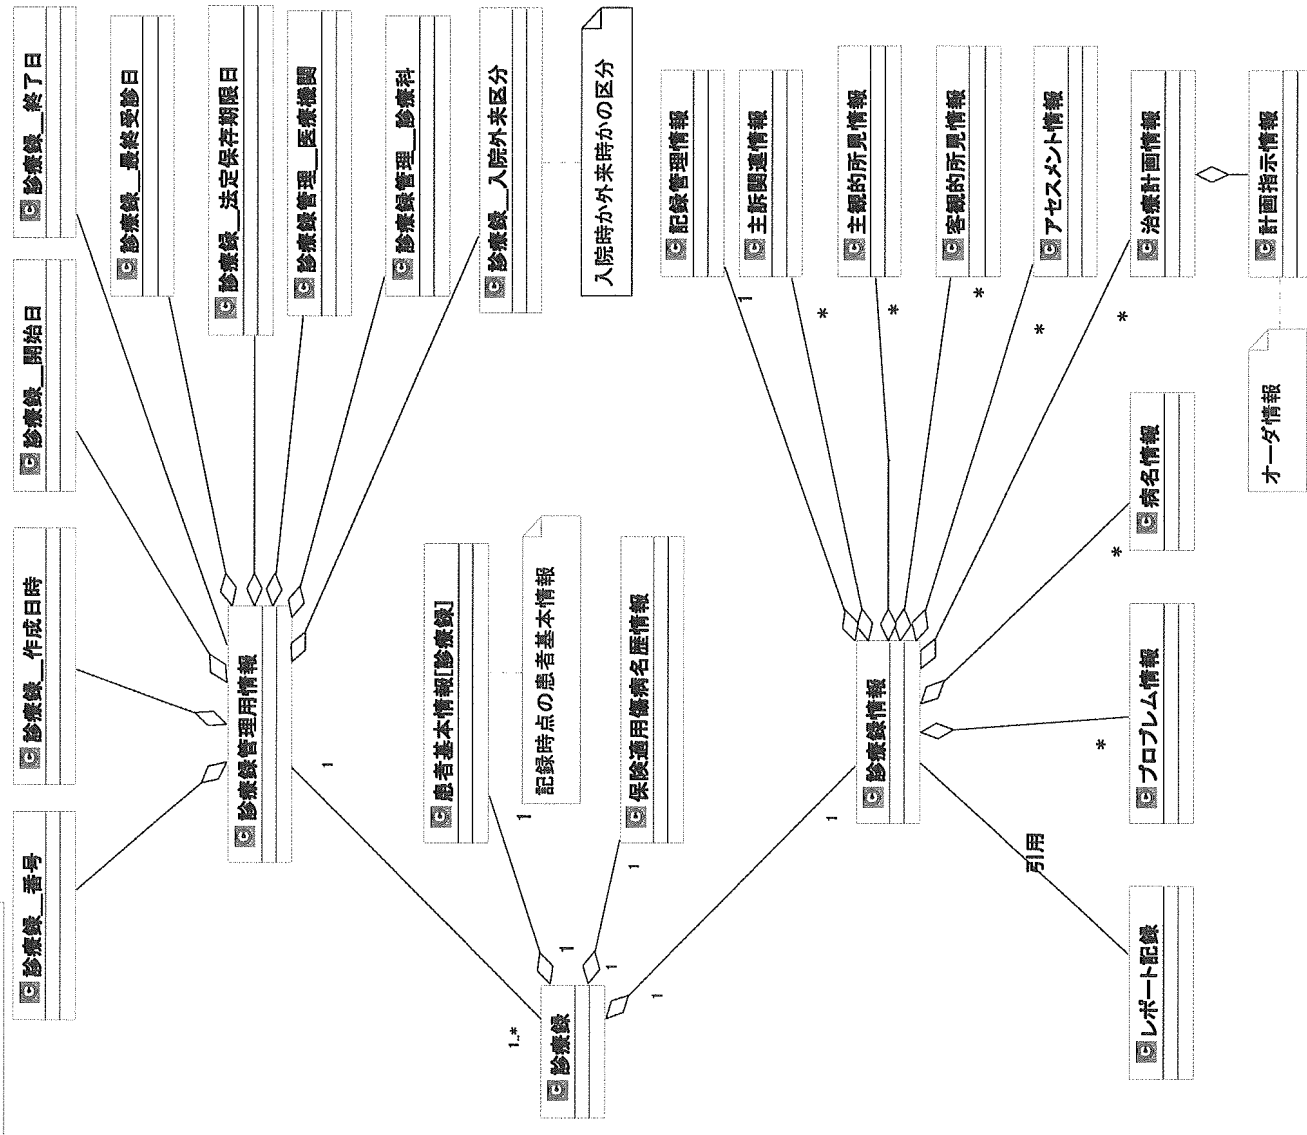 診療録__番号
診療録__作成日時
診療録__開始日
診療録__終了日
診療録__最終受診日
診療録__法定保存期限日
診療録管理__医療機関
診療録管理__診療科
診療録__入院外来区分
入院時か外来時かの区分
診療録管理用情報
1
患者基本情報[診療録]
1
記録時点の患者基本情報
保険適用傷病名歴情報
1
1..*
1
1
1
診療録
診療録情報
1
記録管理情報
1
主訴関連情報
*
主観的所見情報
*
客観的所見情報
*
アセスメント情報
*
治療計画情報
*
計画指示情報
オーダ情報
病名情報
*
プロブレム情報
*
引用
レポート記録